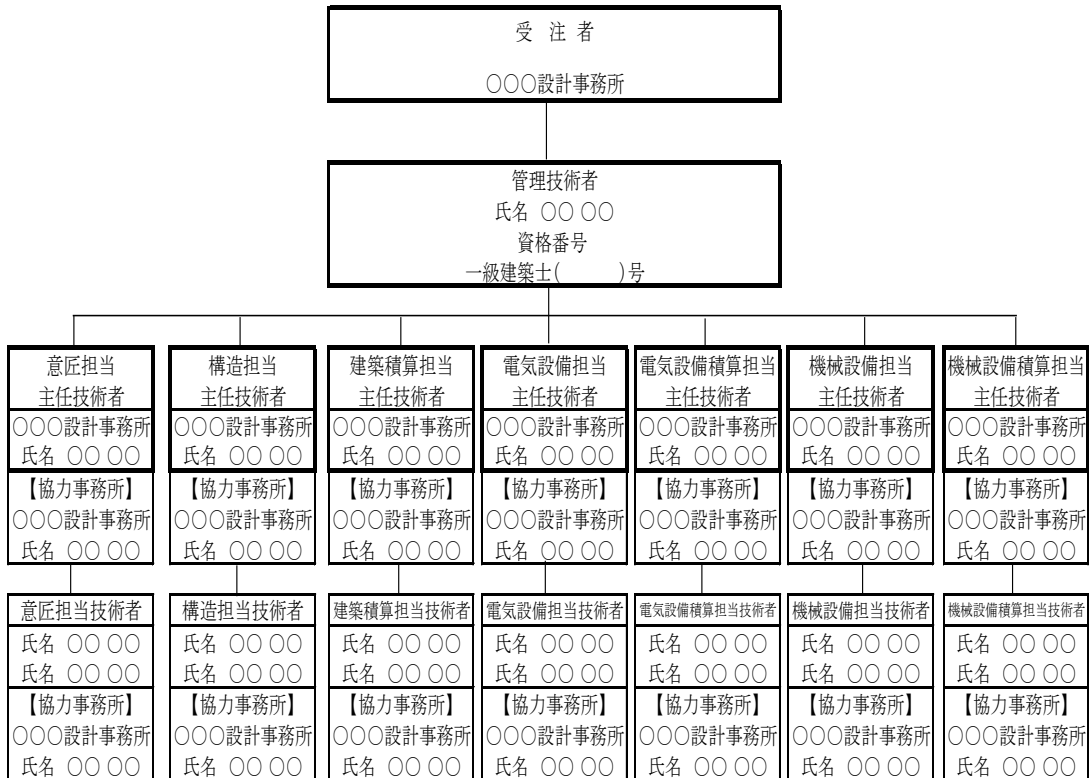 受 注 者
○○○設計事務所
管理技術者
氏名 ○○ ○○
資格番号
一級建築士(　　　)号
意匠担当
主任技術者
○○○設計事務所
氏名 ○○ ○○
【協力事務所】
○○○設計事務所
氏名 ○○ ○○
構造担当
主任技術者
○○○設計事務所
氏名 ○○ ○○
【協力事務所】
○○○設計事務所
氏名 ○○ ○○
建築積算担当
主任技術者
○○○設計事務所
氏名 ○○ ○○
【協力事務所】
○○○設計事務所
氏名 ○○ ○○
電気設備担当
主任技術者
○○○設計事務所
氏名 ○○ ○○
【協力事務所】
○○○設計事務所
氏名 ○○ ○○
電気設備積算担当
主任技術者
○○○設計事務所
氏名 ○○ ○○
【協力事務所】
○○○設計事務所
氏名 ○○ ○○
機械設備担当
主任技術者
○○○設計事務所
氏名 ○○ ○○
【協力事務所】
○○○設計事務所
氏名 ○○ ○○
機械設備積算担当
主任技術者
○○○設計事務所
氏名 ○○ ○○
【協力事務所】
○○○設計事務所
氏名 ○○ ○○
意匠担当技術者
氏名 ○○ ○○
氏名 ○○ ○○
【協力事務所】
○○○設計事務所
氏名 ○○ ○○
構造担当技術者
氏名 ○○ ○○
氏名 ○○ ○○
【協力事務所】
○○○設計事務所
氏名 ○○ ○○
建築積算担当技術者
氏名 ○○ ○○
氏名 ○○ ○○
【協力事務所】
○○○設計事務所
氏名 ○○ ○○
電気設備担当技術者
氏名 ○○ ○○
氏名 ○○ ○○
【協力事務所】
○○○設計事務所
氏名 ○○ ○○
電気設備積算担当技術者
氏名 ○○ ○○
氏名 ○○ ○○
【協力事務所】
○○○設計事務所
氏名 ○○ ○○
機械設備担当技術者
氏名 ○○ ○○
氏名 ○○ ○○
【協力事務所】
○○○設計事務所
氏名 ○○ ○○
機械設備積算担当技術者
氏名 ○○ ○○
氏名 ○○ ○○
【協力事務所】
○○○設計事務所
氏名 ○○ ○○